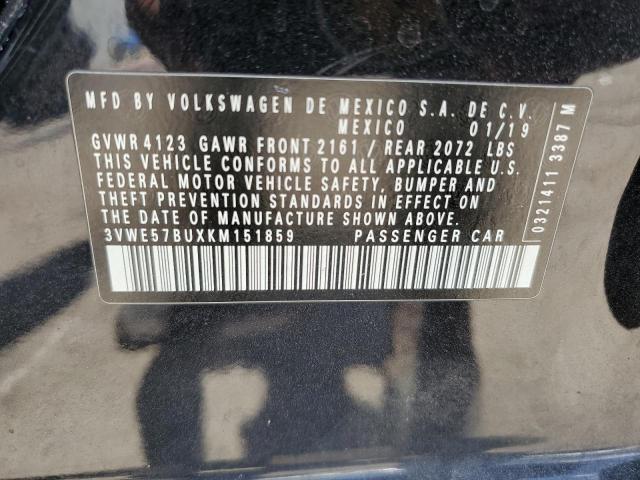 MFD BY VOLKSWAGEN DE MEXICO S.A. DE C.V.
MEXICO 01/19
GVWR 4123 GAWR FRONT 2161 / REAR 2072 LBS
THIS VEHICLE CONFORMS TO ALL APPLICABLE U.S.
FEDERAL MOTOR VEHICLE SAFETY, BUMPER AND
THEFT PREVENTION STANDARDS IN EFFECT ON
THE DATE OF MANUFACTURE SHOWN ABOVE.
3VWE57BUXKM151859 PASSENGER CAR
0321411 3387 M